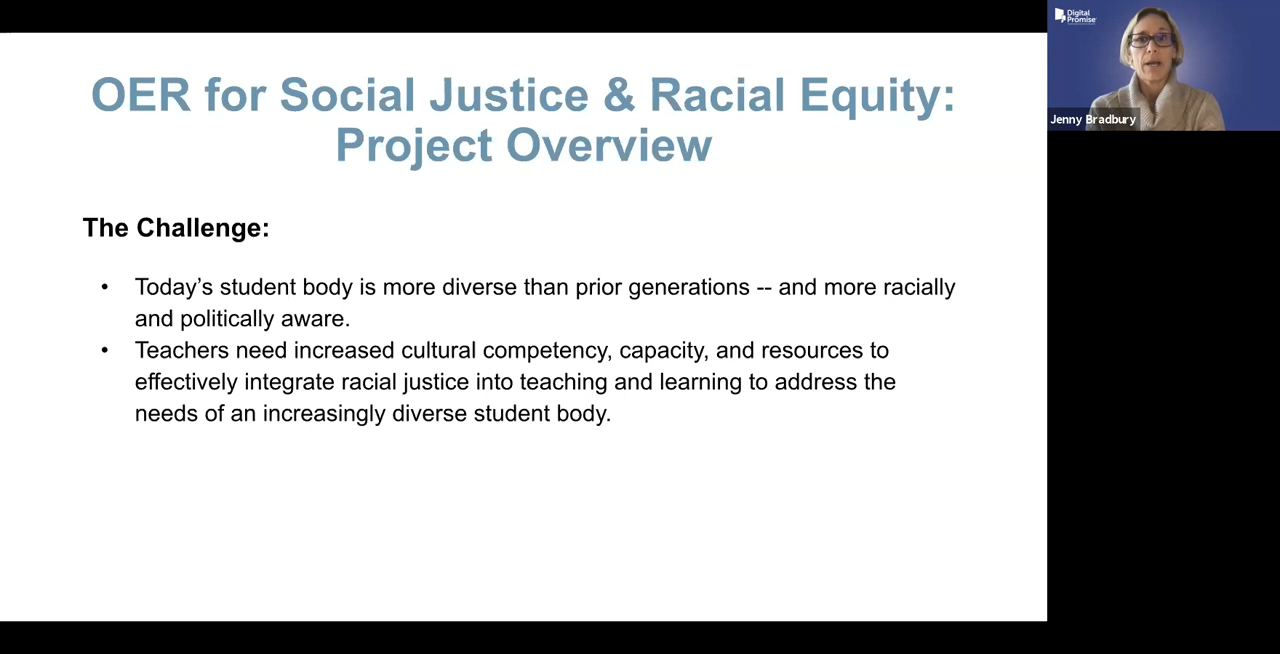 OER for Social Justice & Racial Equity:
Project Overview
The Challenge:
• Today’s student body is more diverse than prior generations -- and more racially
and politically aware.
• Teachers need increased cultural competency, capacity, and resources to
effectively integrate racial justice into teaching and learning to address the
needs of an increasingly diverse student body.
Digital
Promise
Jenny Bradbury